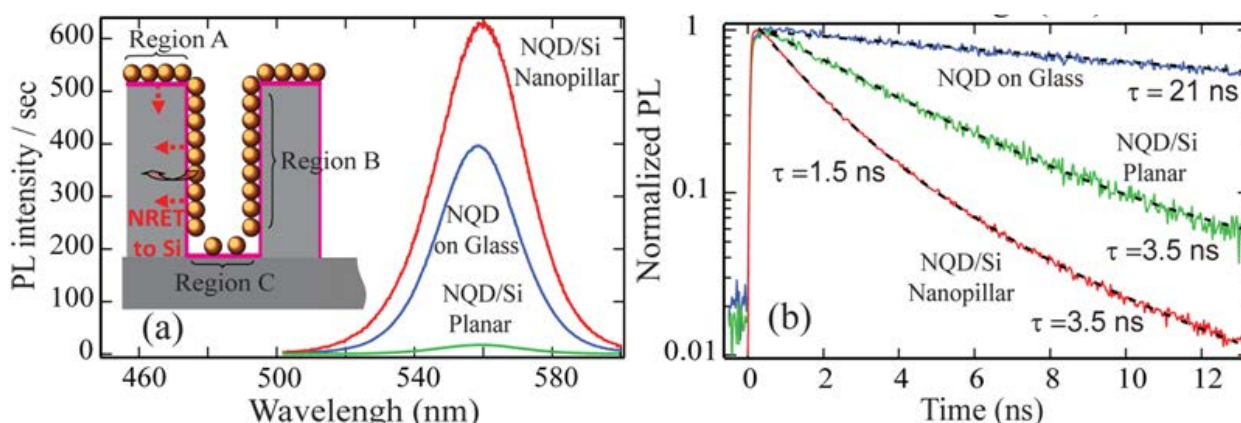 600
500
400
300
200
100
0
PL intensity / sec
460
500
540
580
Wavelengh (nm)
Region A
Region B
NRET
to Si
Region C
(a)
NQD/Si
Nanopillar
NQD
on Glass
NQD/Si
Planar
1
0.1
0.01
Normalized PL
0
2
4
6
8
10
12
Time (ns)
NQD on Glass
τ = 21 ns
NQD/Si
Planar
τ = 1.5 ns
τ = 3.5 ns
NQD/Si
Nanopillar
τ = 3.5 ns
(b)